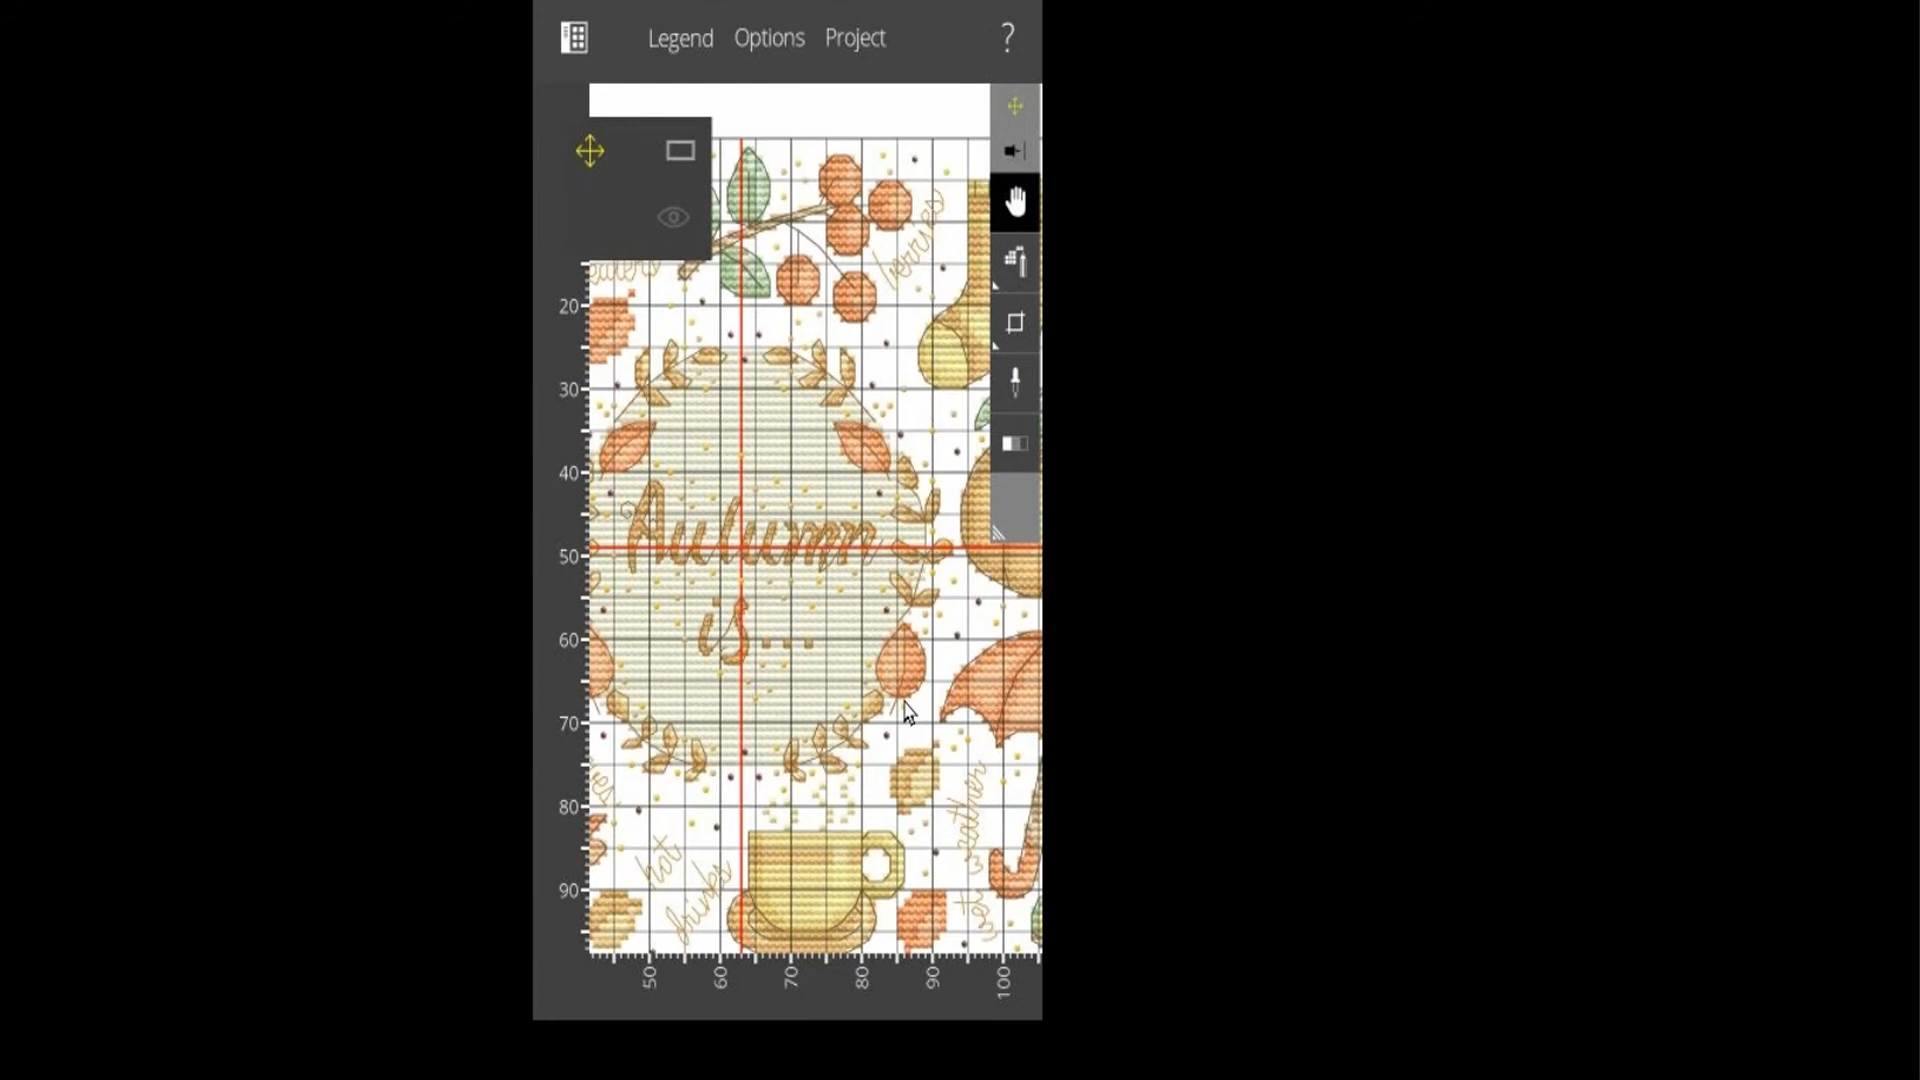 Legend Options Project ?
berries
20
30
40
Autumn
50
is...
60
70
80
wet weather
hot
drinks
90
50 60 70 80 90 100